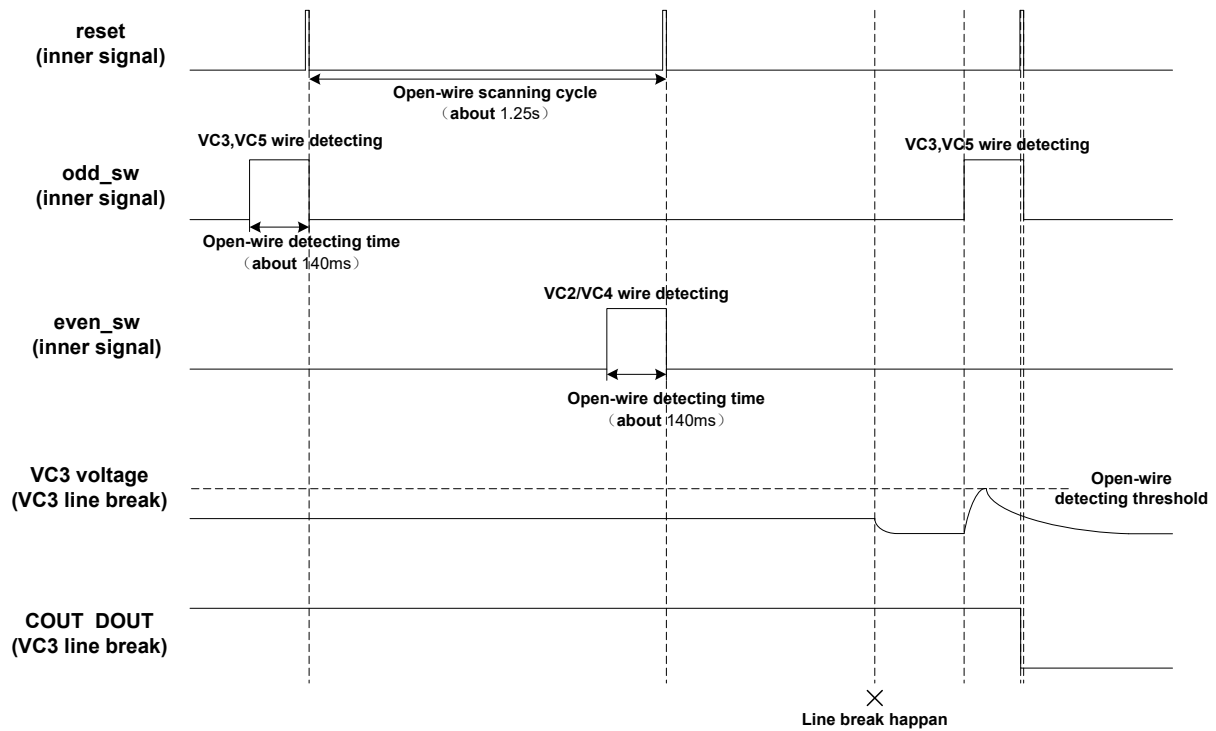 reset
(inner signal)
Open-wire scanning cycle
（about 1.25s）
VC3,VC5 wire detecting
VC3,VC5 wire detecting
odd_sw
(inner signal)
Open-wire detecting time
（about 140ms）
VC2/VC4 wire detecting
even_sw
(inner signal)
Open-wire detecting time
（about 140ms）
VC3 voltage
(VC3 line break)
Open-wire
detecting threshold
COUT DOUT
(VC3 line break)
Line break happan